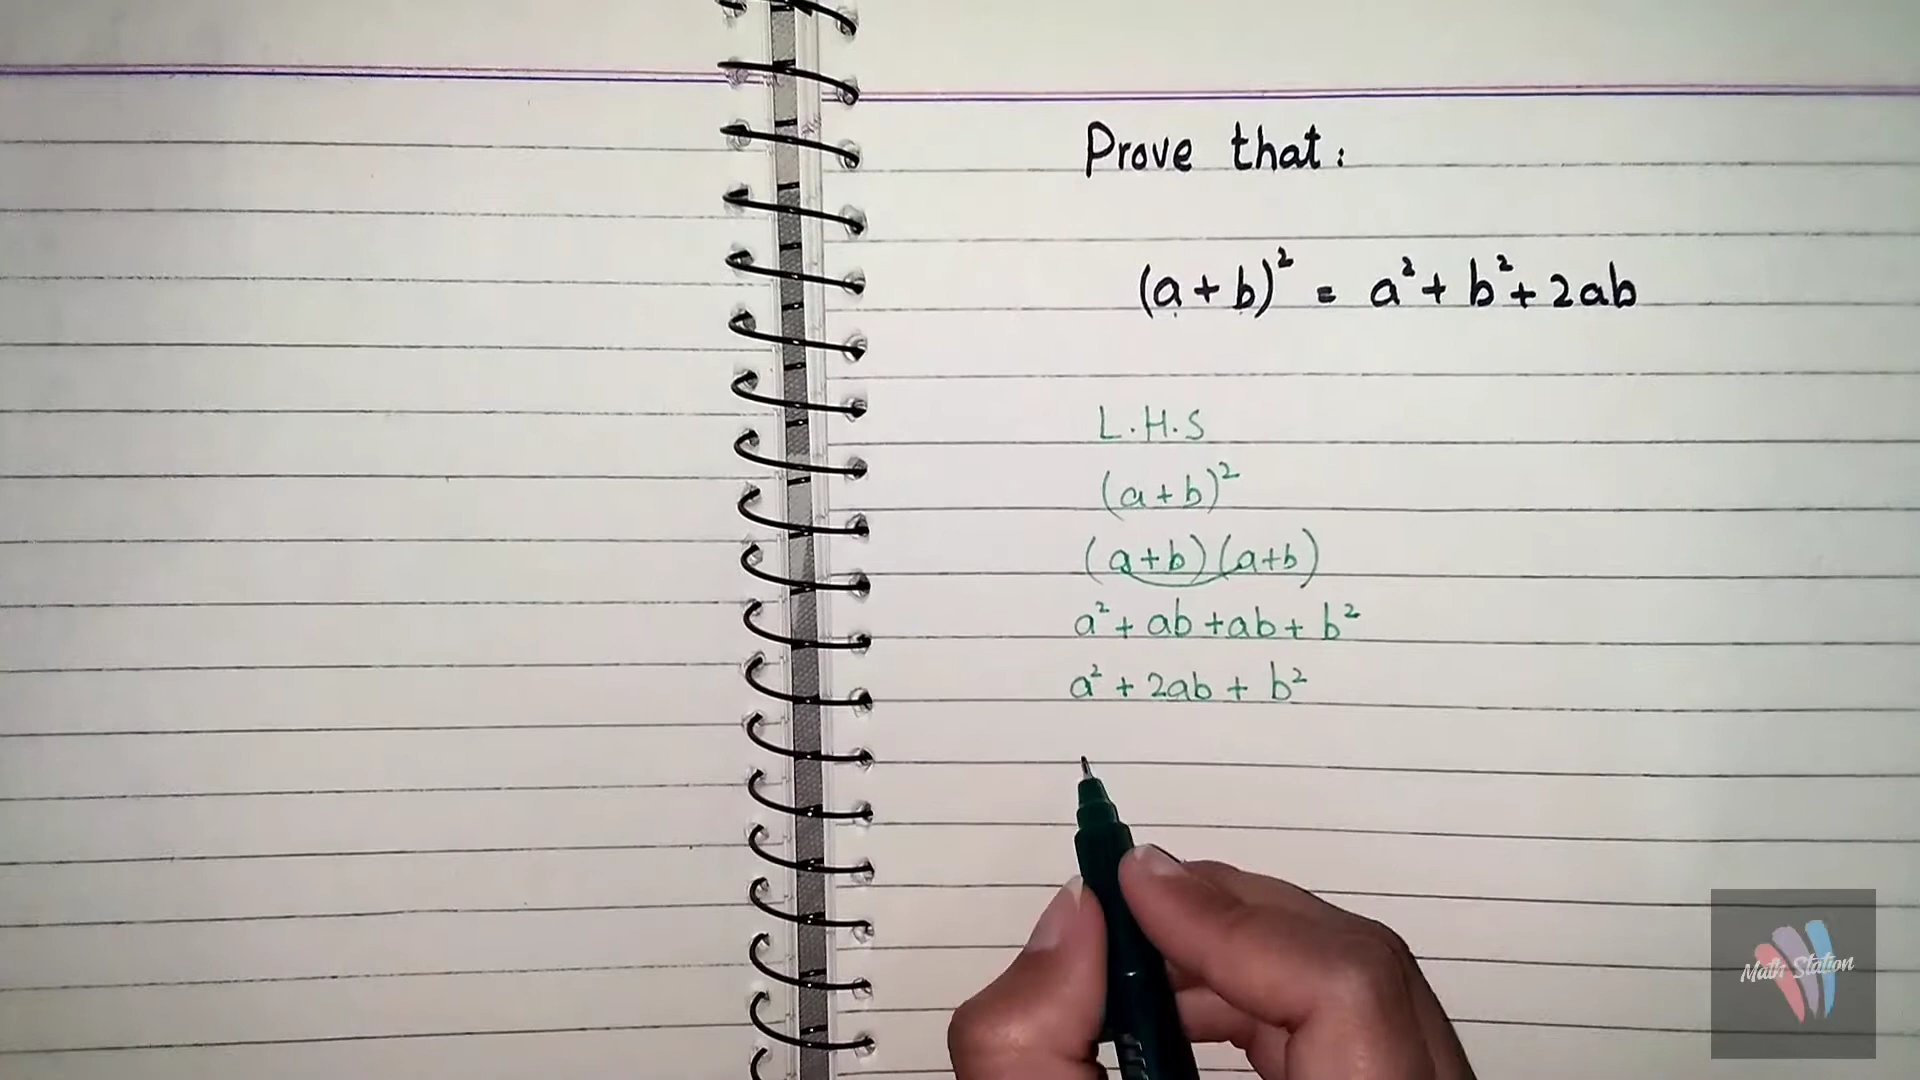 Prove that:
(a + b)² = a² + b² + 2ab
L.H.S
(a+b)²
(a+b)(a+b)
a² + ab +ab + b²
a² + 2ab + b²
Math Station